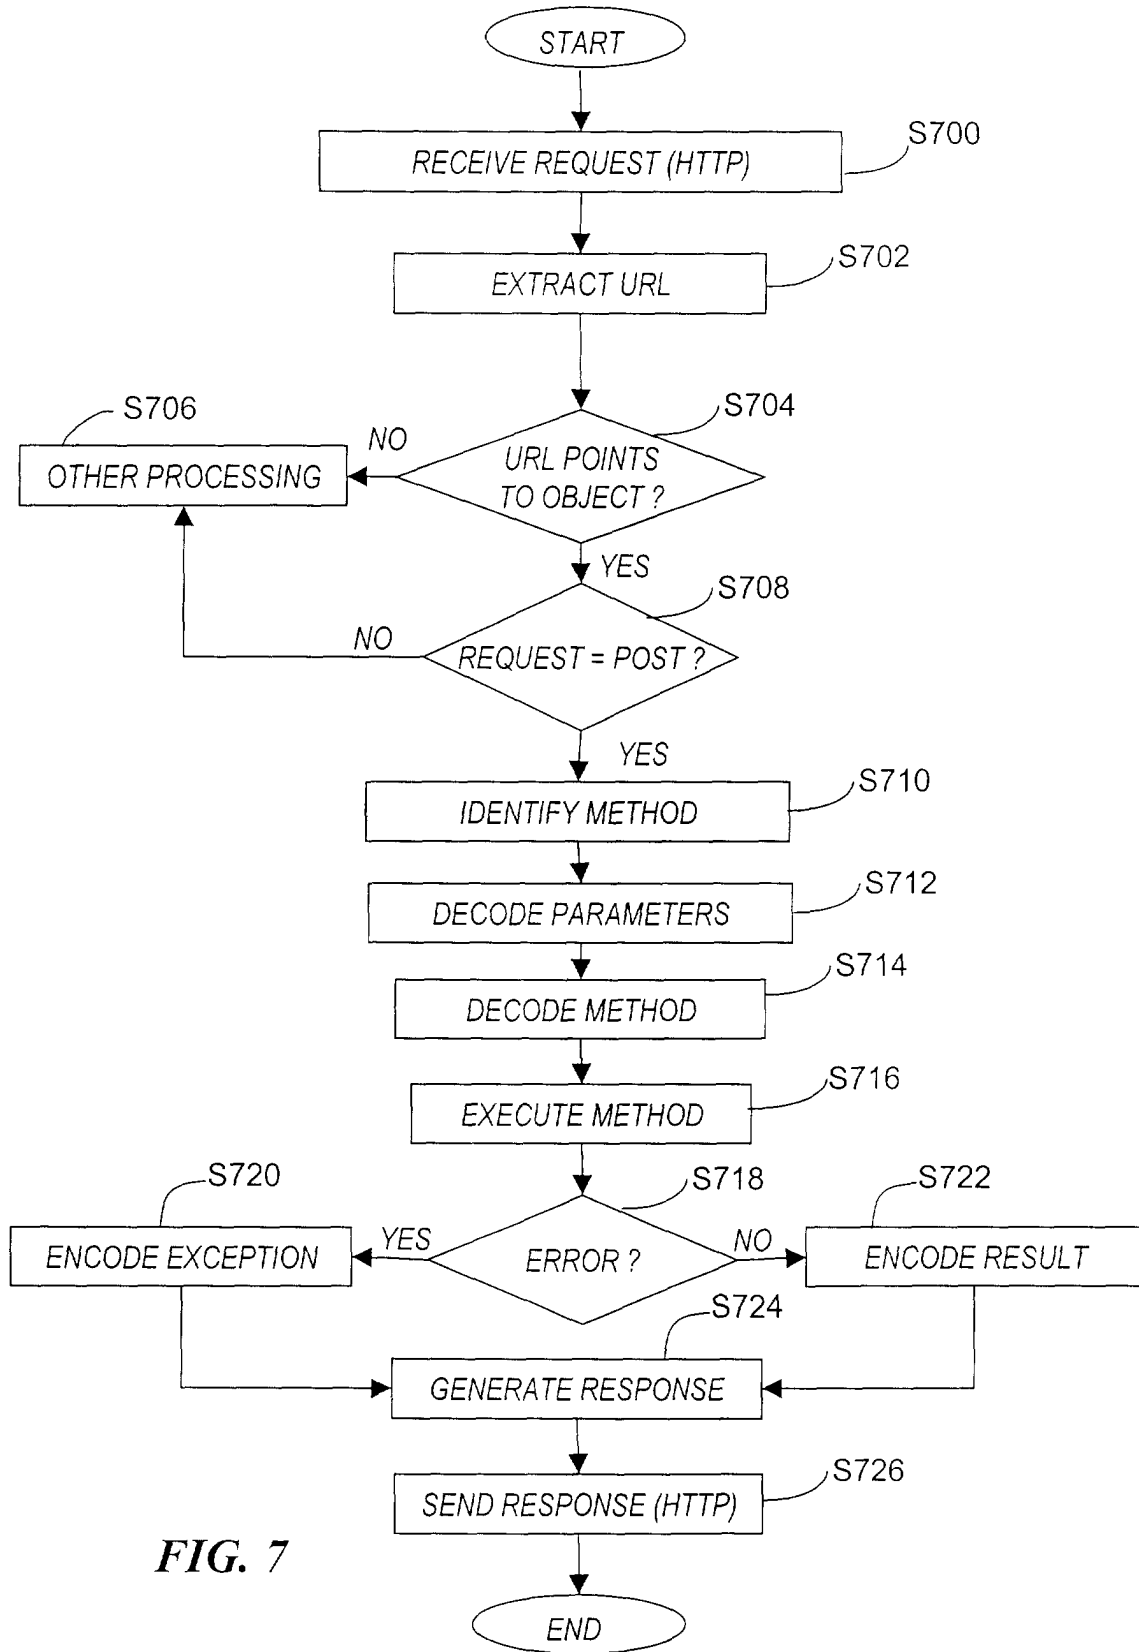 START
S700
RECEIVE REQUEST (HTTP)
S702
EXTRACT URL
S704
S706
NO
URL POINTS
TO OBJECT ?
OTHER PROCESSING
YES
S708
NO
REQUEST = POST ?
YES
S710
IDENTIFY METHOD
S712
DECODE PARAMETERS
S714
DECODE METHOD
S716
EXECUTE METHOD
S720
S718
S722
ENCODE EXCEPTION
YES
ERROR ?
NO
ENCODE RESULT
S724
GENERATE RESPONSE
S726
SEND RESPONSE (HTTP)
FIG. 7
END